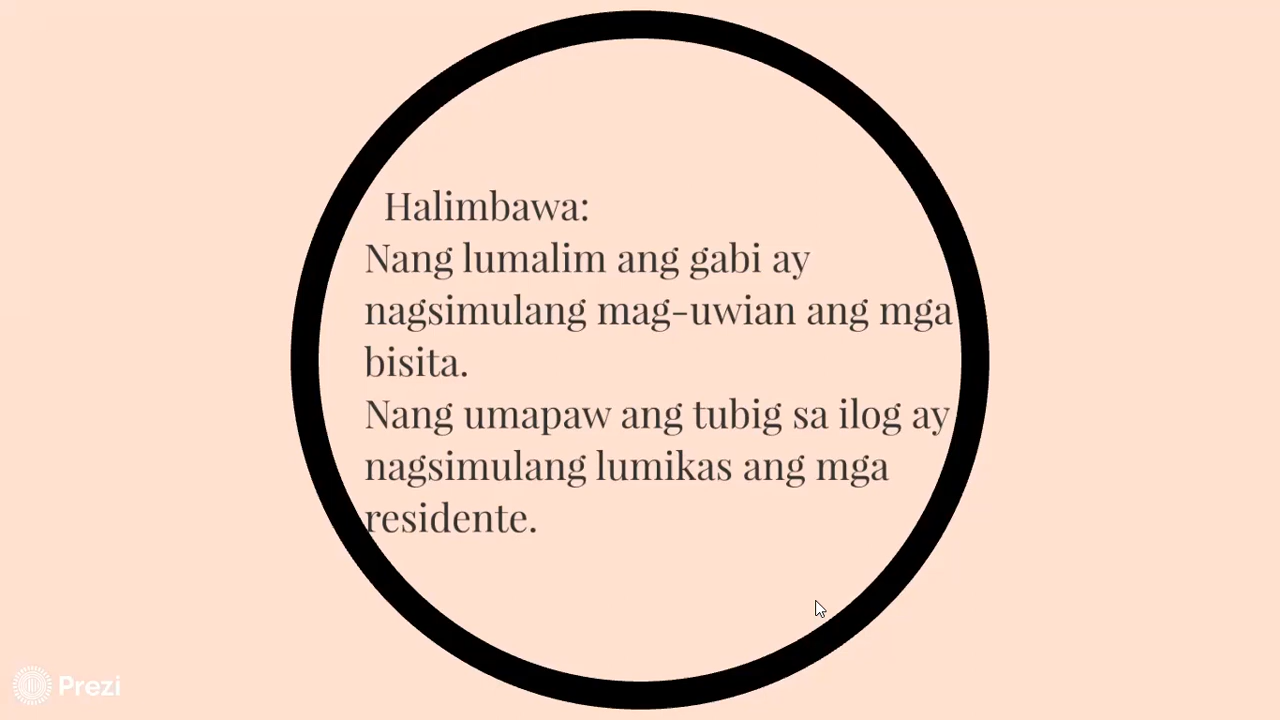 Halimbawa:
Nang lumalim ang gabi ay
nagsimulang mag-uwian ang mga
bisita.
Nang umapaw ang tubig sa ilog ay
nagsimulang lumikas ang mga
residente.
Prezi